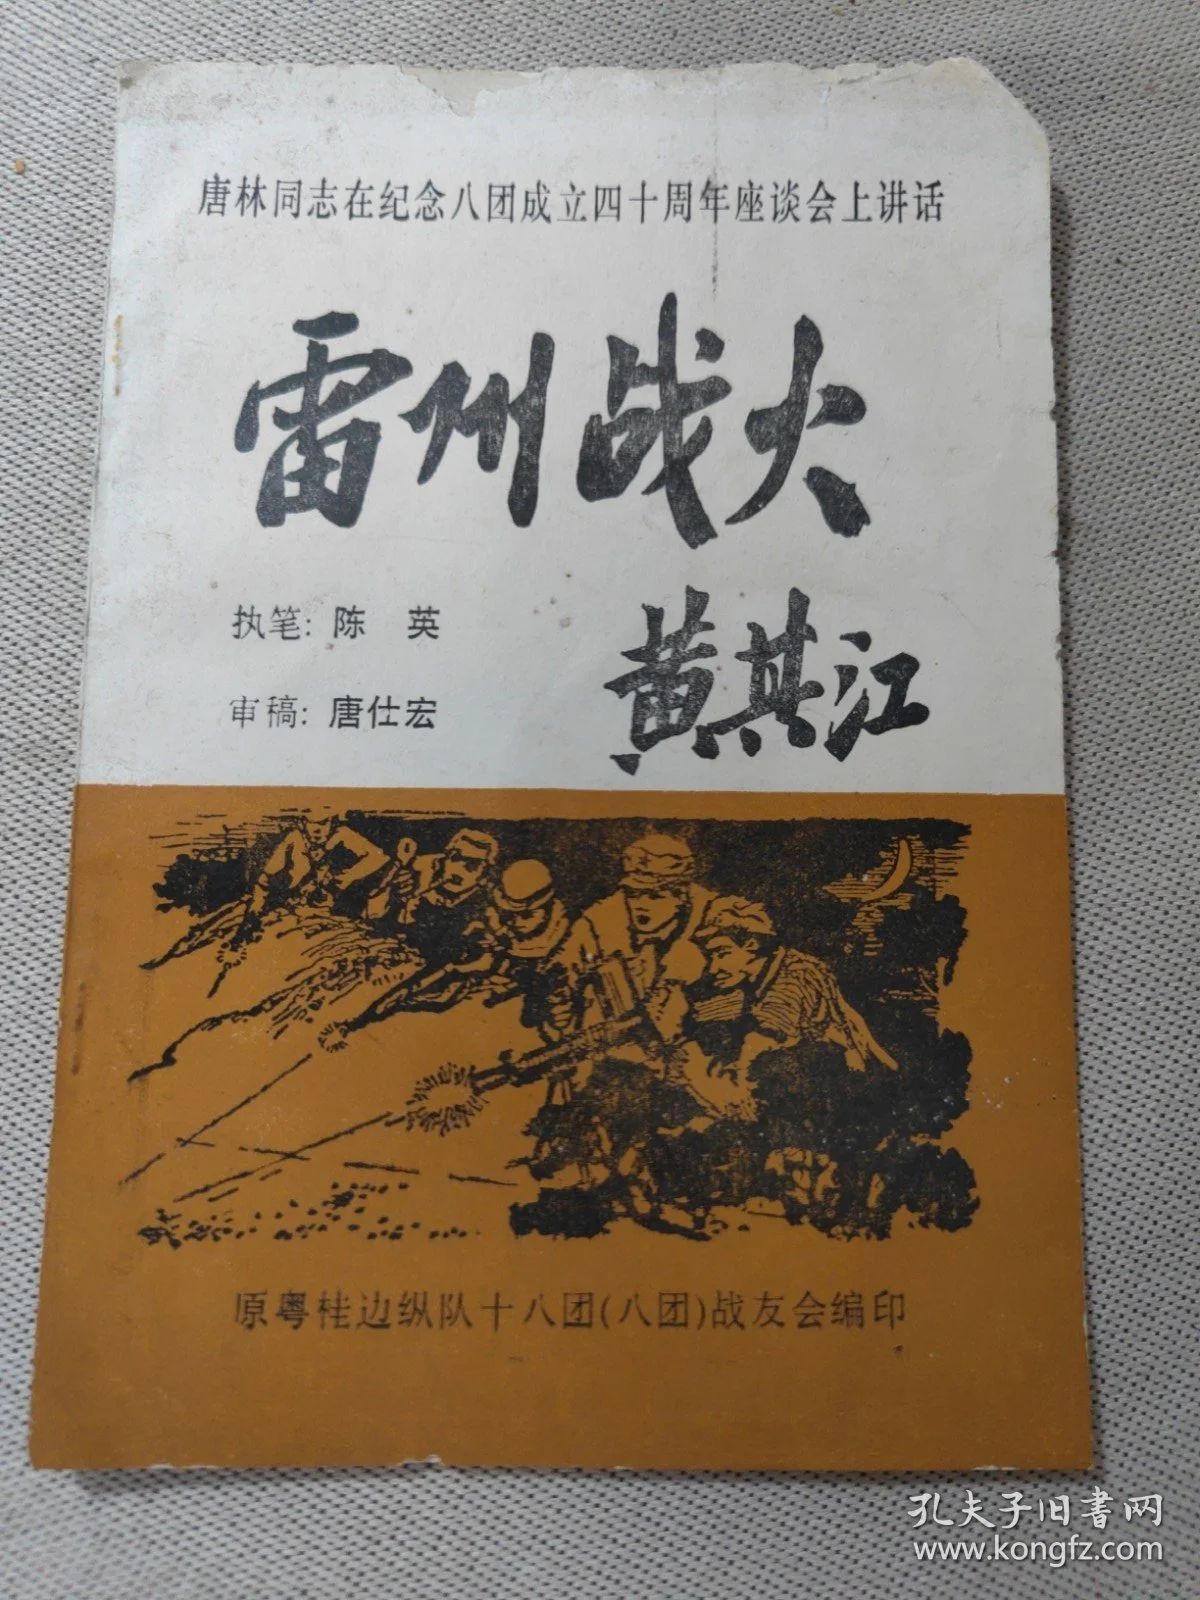 唐林同志在纪念八团成立四十周年座谈会上讲话
雷州战火
黄其江
执笔: 陈 英
审稿: 唐仕宏
原粤桂边纵队十八团(八团)战友会编印
孔夫子旧书网
www.kongfz.com